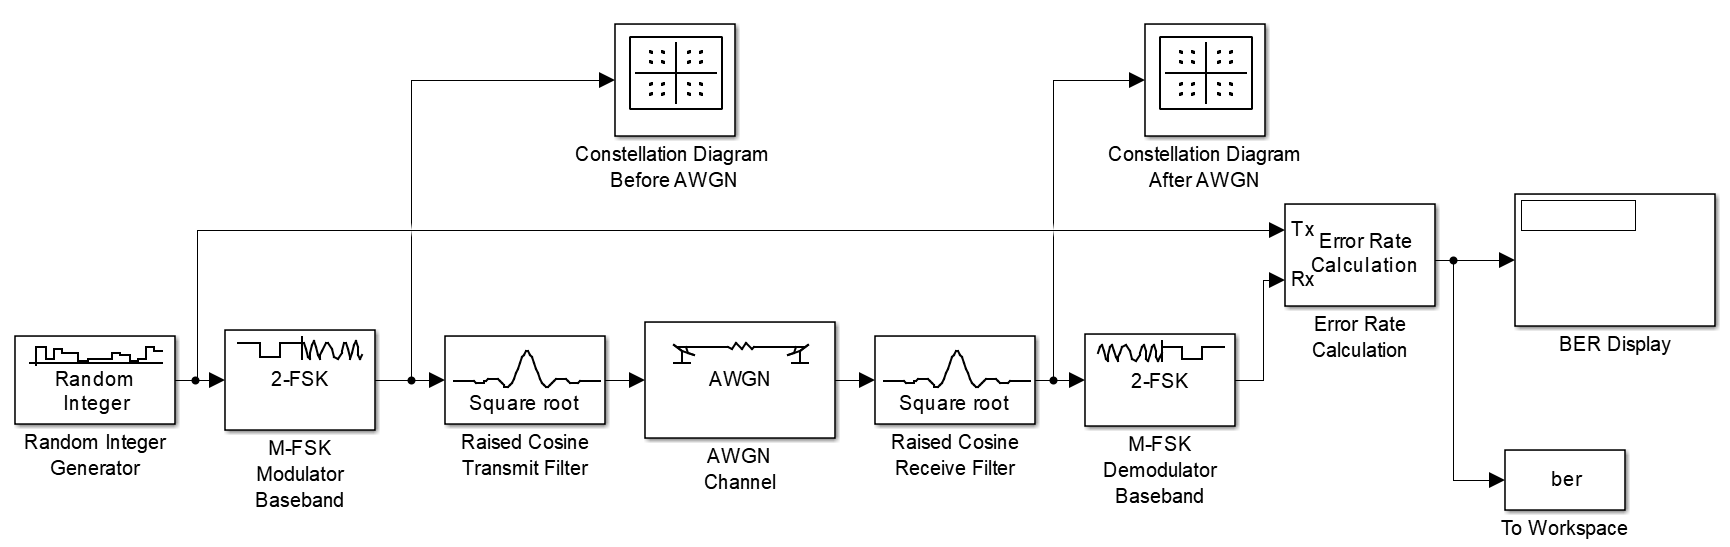 Constellation Diagram
Before AWGN
Constellation Diagram
After AWGN
Tx
Rx
Error Rate
Calculation
Error Rate
Calculation
BER Display
Random
Integer
Random Integer
Generator
2-FSK
M-FSK
Modulator
Baseband
Square root
Raised Cosine
Transmit Filter
AWGN
AWGN
Channel
Square root
Raised Cosine
Receive Filter
2-FSK
M-FSK
Demodulator
Baseband
ber
To Workspace